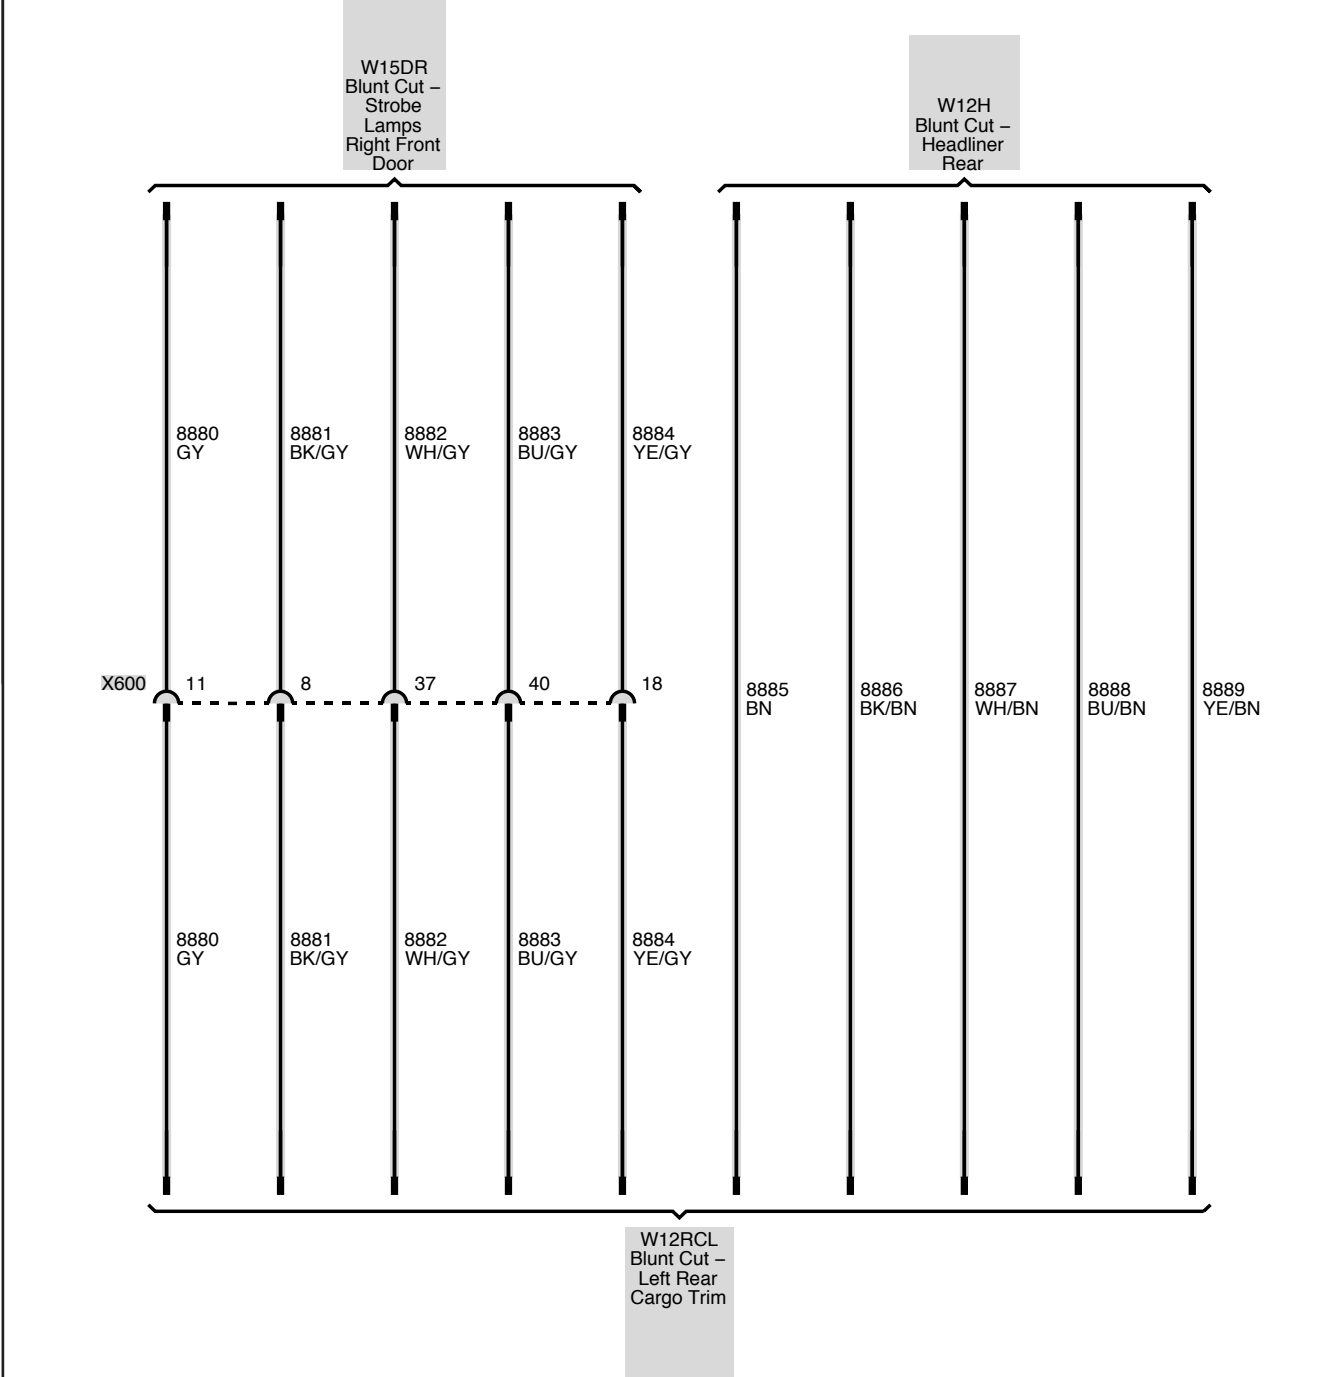 W15DR
Blunt Cut –
Strobe
Lamps
Right Front
Door
W12H
Blunt Cut –
Headliner
Rear
8880
GY
8881
BK/GY
8882
WH/GY
8883
BU/GY
8884
YE/GY
X600
11
8
37
40
18
8885
BN
8886
BK/BN
8887
WH/BN
8888
BU/BN
8889
YE/BN
8880
GY
8881
BK/GY
8882
WH/GY
8883
BU/GY
8884
YE/GY
W12RCL
Blunt Cut –
Left Rear
Cargo Trim